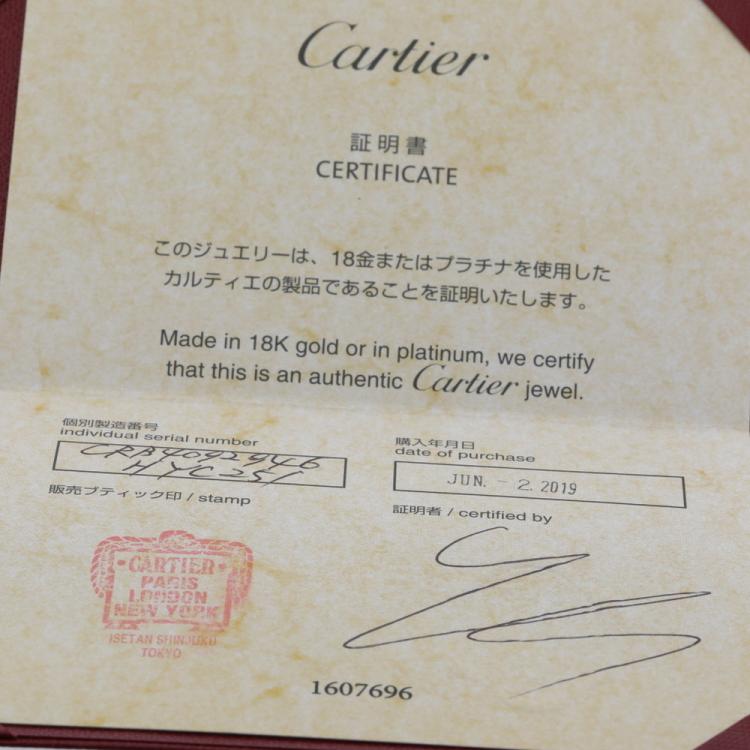 Cartier
証明書
CERTIFICATE
このジュエリーは、18金またはプラチナを使用した
カルティエの製品であることを証明いたします。
Made in 18K gold or in platinum, we certify
that this is an authentic Cartier jewel.
個別製造番号
individual serial number
CRB4092946
HYC251
販売ブティック印 / stamp
購入年月日
date of purchase
JUN. - 2. 2019
証明者 / certified by
CARTIER
PARIS
LONDON
NEW YORK
ISETAN SHINJUKU
TOKYO
1607696